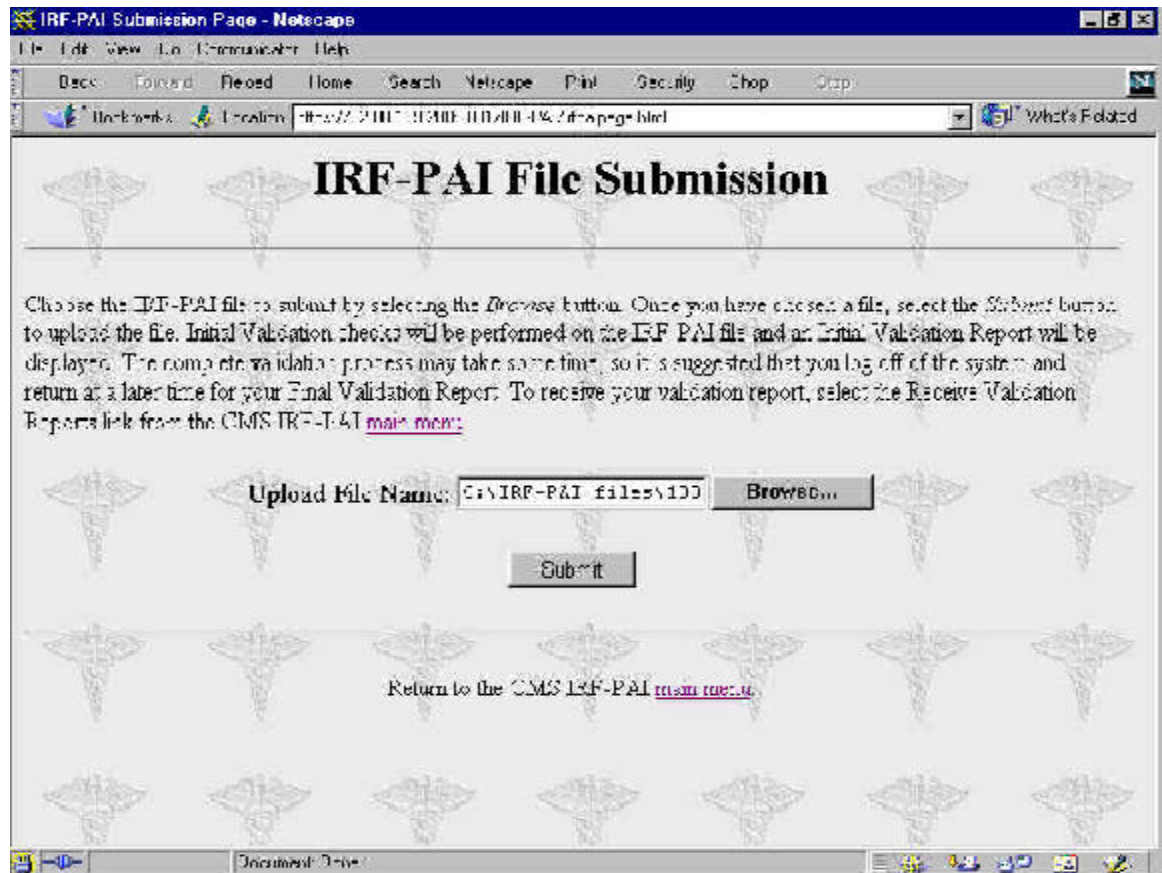 IRF-PAI Submission Page - Netscape
File Edit View Go Communicator Help
Back Forward Reload Home Search Netscape Print Security Shop Stop
Bookmarks Location What's Related
IRF-PAI File Submission
Choose the IRF-PAI file to submit by selecting the Browse button. Once you have chosen a file, select the Submit button
to upload the file. Initial Validation checks will be performed on the IRF-PAI file and an Initial Validation Report will be
displayed. The complete validation process may take some time, so it is suggested that you log off of the system and
return at a later time for your Final Validation Report. To receive your validation report, select the Receive Validation
Reports link from the CMS IRF-PAI main menu.
Upload File Name: C:\IRF-PAI files\100 Browse...
Submit
Return to the CMS IRF-PAI main menu.
Document: Done